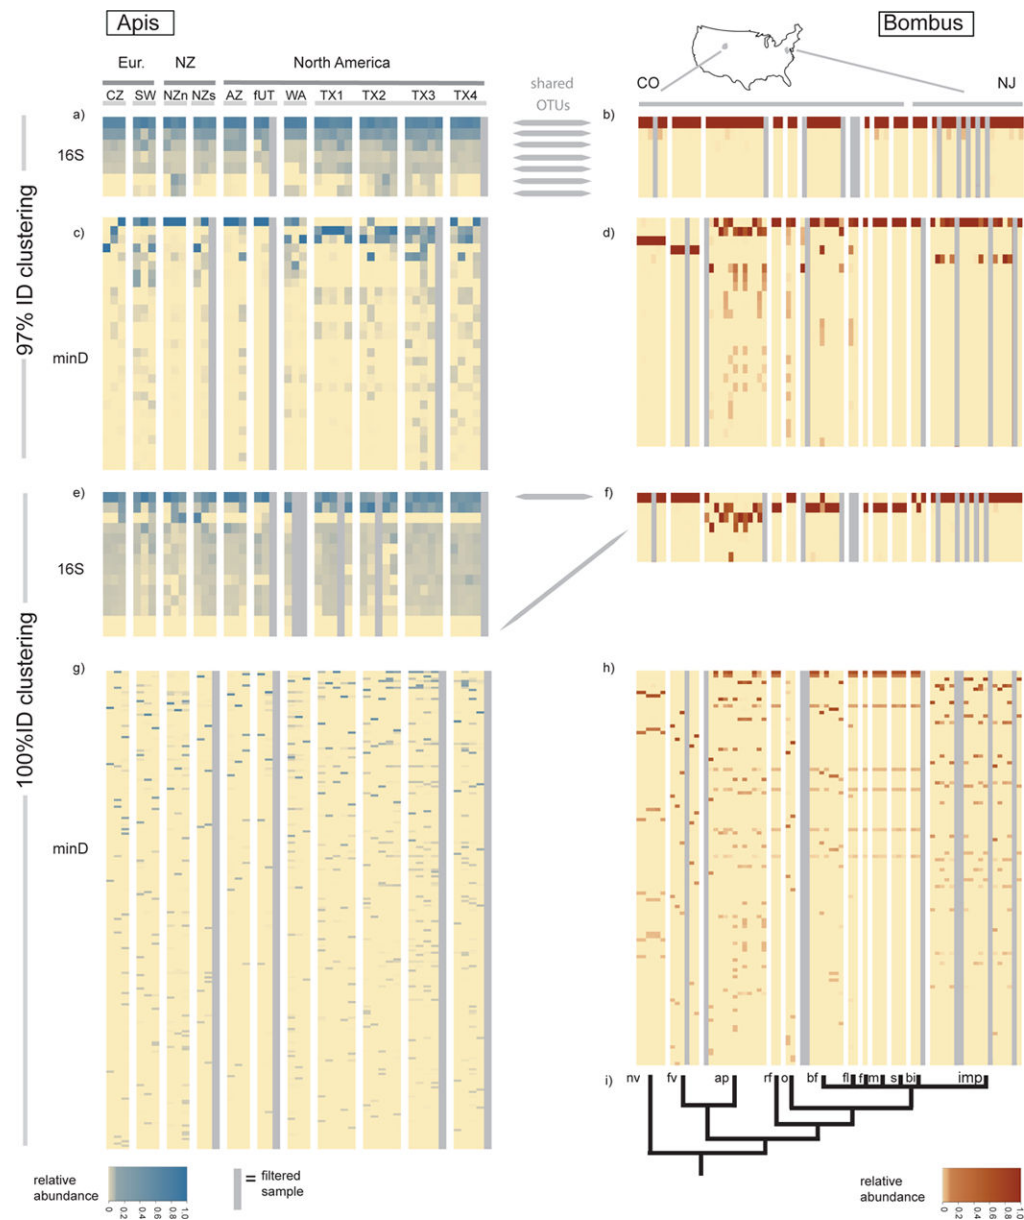 Apis
Bombus
Eur.
NZ
North America
CO
NJ
CZ SW NZn NZs AZ fUT WA TX1 TX2 TX3 TX4
shared
OTUs
a)
b)
16S
c)
d)
97% ID clustering
minD
e)
f)
16S
g)
h)
100%ID clustering
minD
i)
nv fv ap rf o bf fl f m s bi imp
relative
abundance
0 0.2 0.4 0.6 0.8 1.0
= filtered
sample
relative
abundance
0 0.2 0.4 0.6 0.8 1.0